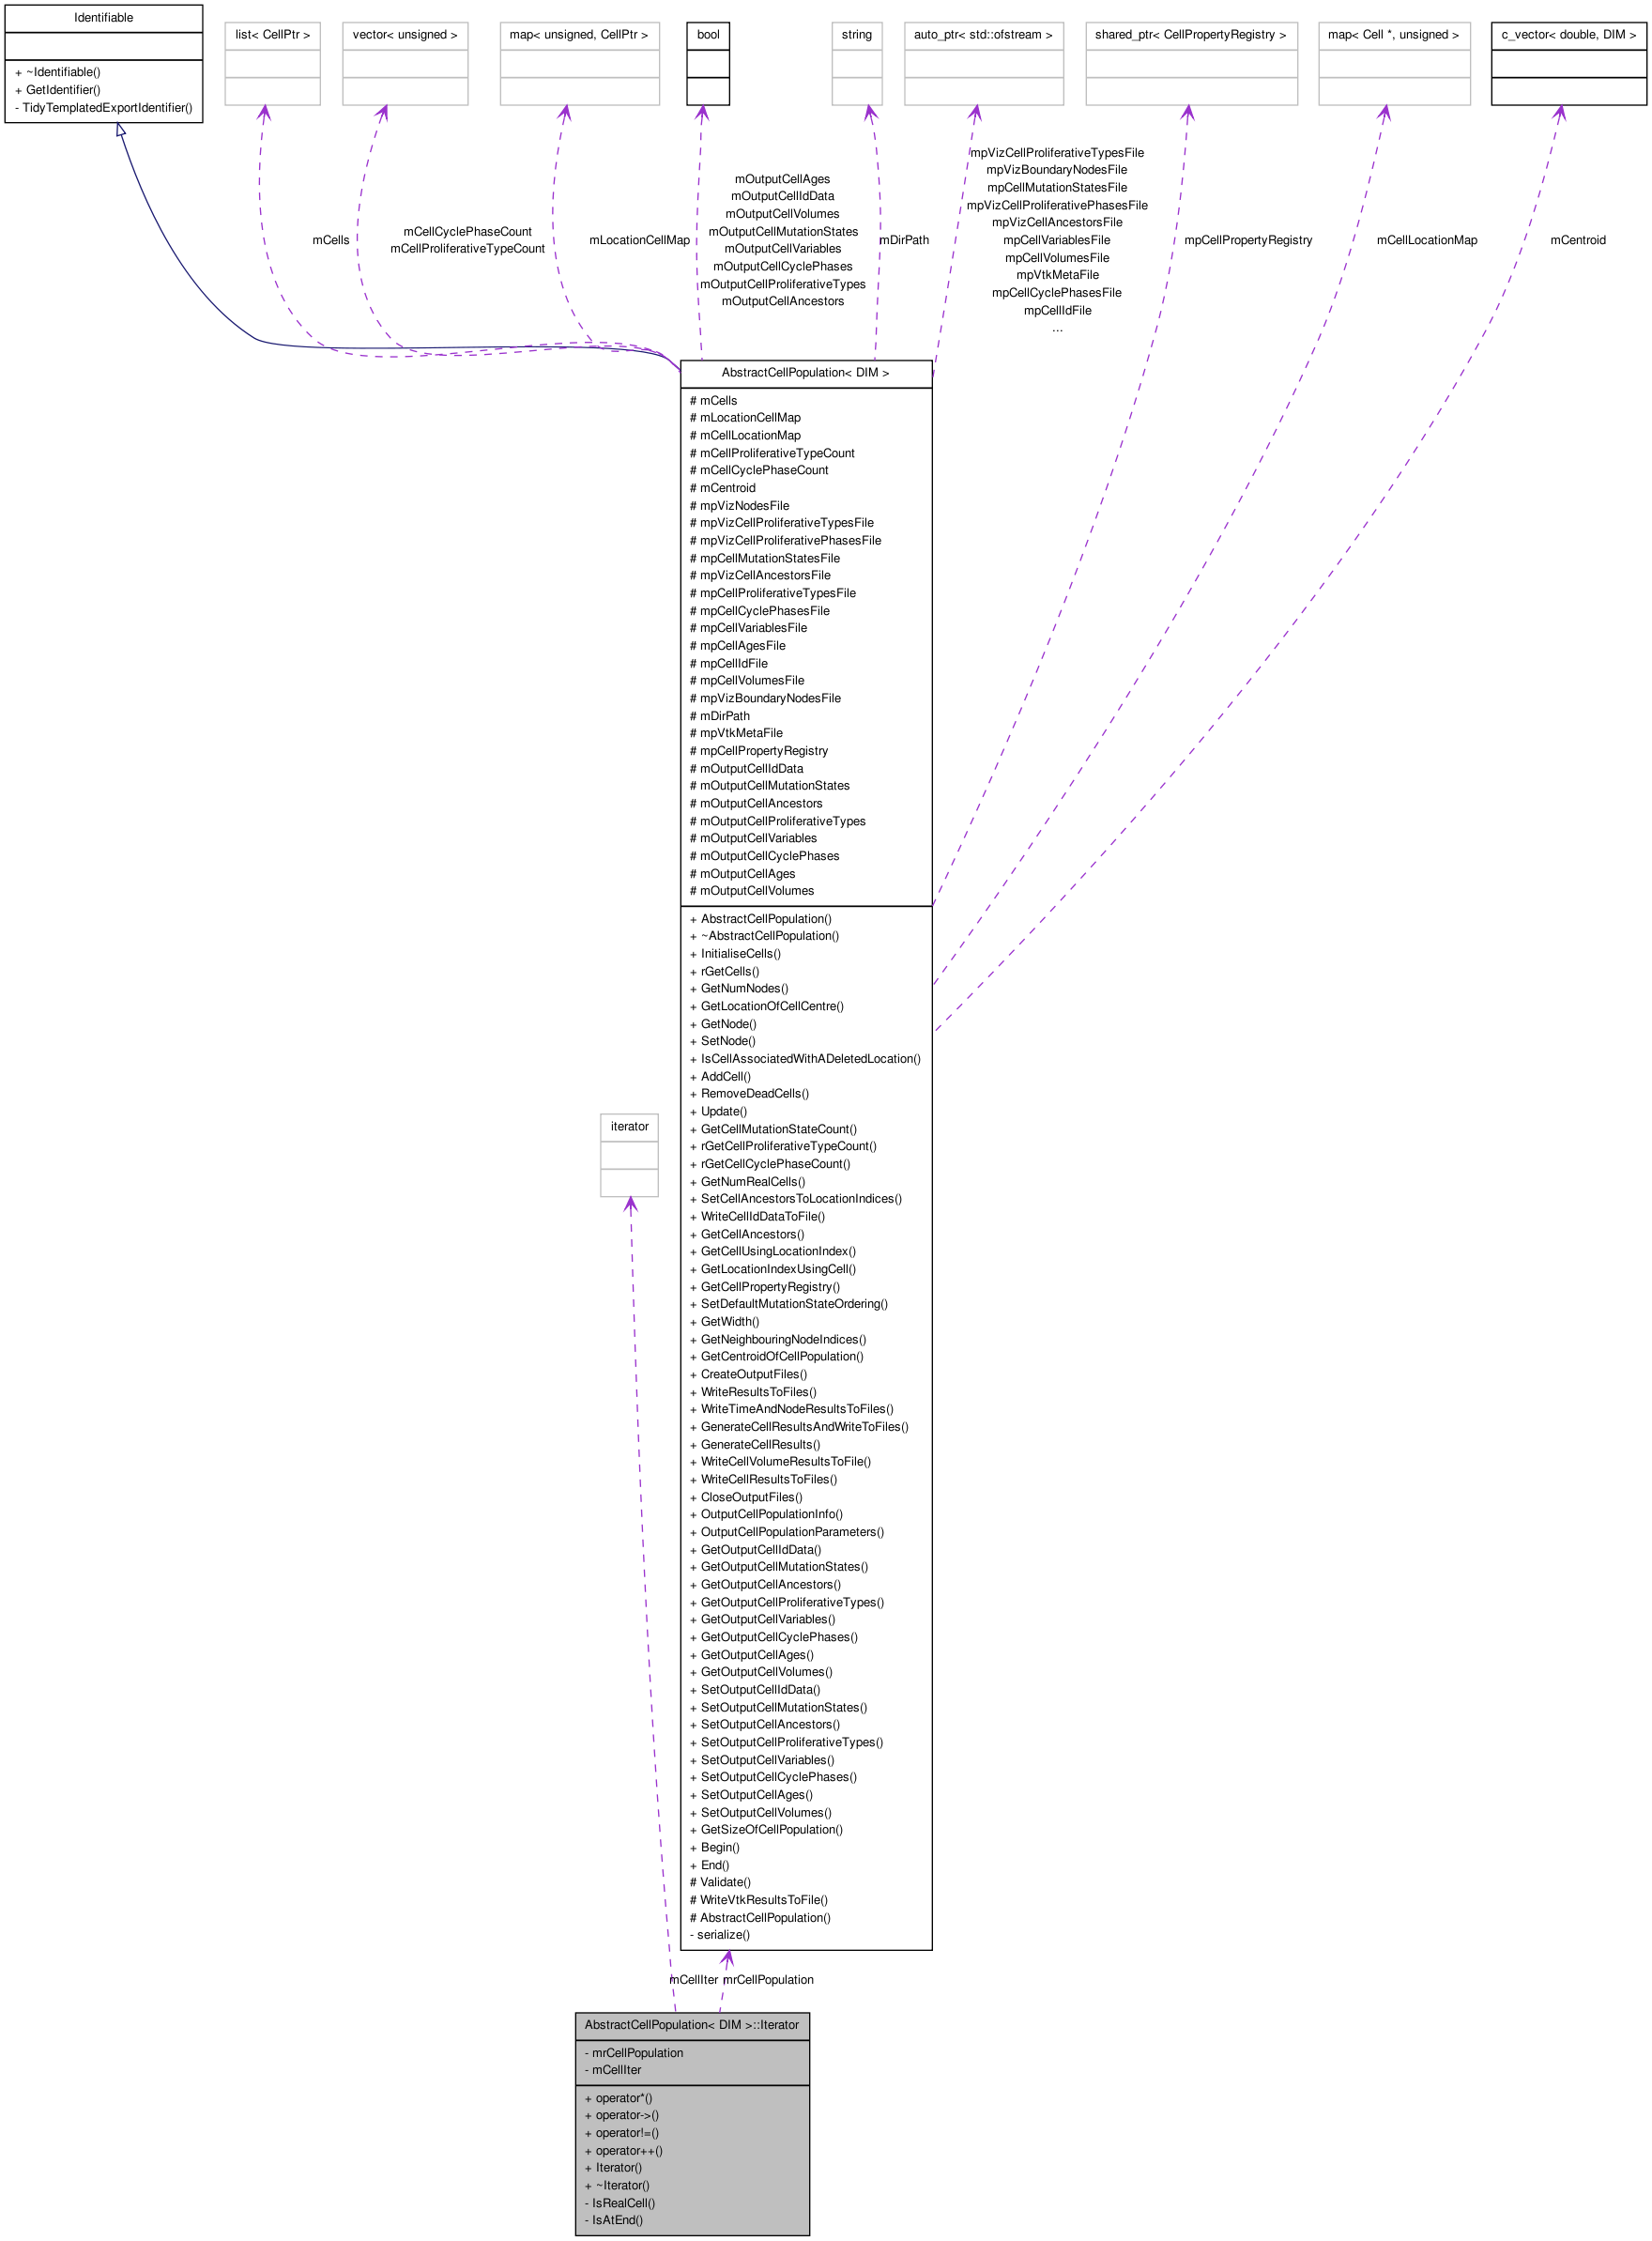 Identifiable
+ ~Identifiable()
+ GetIdentifier()
- TidyTemplatedExportIdentifier()
list< CellPtr >
vector< unsigned >
map< unsigned, CellPtr >
bool
string
auto_ptr< std::ofstream >
shared_ptr< CellPropertyRegistry >
map< Cell *, unsigned >
c_vector< double, DIM >
mCells
mCellCyclePhaseCount
mCellProliferativeTypeCount
mLocationCellMap
mOutputCellAges
mOutputCellIdData
mOutputCellVolumes
mOutputCellMutationStates
mOutputCellVariables
mOutputCellCyclePhases
mOutputCellProliferativeTypes
mOutputCellAncestors
mDirPath
mpVizCellProliferativeTypesFile
mpVizBoundaryNodesFile
mpCellMutationStatesFile
mpVizCellProliferativePhasesFile
mpVizCellAncestorsFile
mpCellVariablesFile
mpCellVolumesFile
mpVtkMetaFile
mpCellCyclePhasesFile
mpCellIdFile
...
mpCellPropertyRegistry
mCellLocationMap
mCentroid
AbstractCellPopulation< DIM >
# mCells
# mLocationCellMap
# mCellLocationMap
# mCellProliferativeTypeCount
# mCellCyclePhaseCount
# mCentroid
# mpVizNodesFile
# mpVizCellProliferativeTypesFile
# mpVizCellProliferativePhasesFile
# mpCellMutationStatesFile
# mpVizCellAncestorsFile
# mpCellProliferativeTypesFile
# mpCellCyclePhasesFile
# mpCellVariablesFile
# mpCellAgesFile
# mpCellIdFile
# mpCellVolumesFile
# mpVizBoundaryNodesFile
# mDirPath
# mpVtkMetaFile
# mpCellPropertyRegistry
# mOutputCellIdData
# mOutputCellMutationStates
# mOutputCellAncestors
# mOutputCellProliferativeTypes
# mOutputCellVariables
# mOutputCellCyclePhases
# mOutputCellAges
# mOutputCellVolumes
+ AbstractCellPopulation()
+ ~AbstractCellPopulation()
+ InitialiseCells()
+ rGetCells()
+ GetNumNodes()
+ GetLocationOfCellCentre()
+ GetNode()
+ SetNode()
+ IsCellAssociatedWithADeletedLocation()
+ AddCell()
+ RemoveDeadCells()
+ Update()
+ GetCellMutationStateCount()
+ rGetCellProliferativeTypeCount()
+ rGetCellCyclePhaseCount()
+ GetNumRealCells()
+ SetCellAncestorsToLocationIndices()
+ WriteCellIdDataToFile()
+ GetCellAncestors()
+ GetCellUsingLocationIndex()
+ GetLocationIndexUsingCell()
+ GetCellPropertyRegistry()
+ SetDefaultMutationStateOrdering()
+ GetWidth()
+ GetNeighbouringNodeIndices()
+ GetCentroidOfCellPopulation()
+ CreateOutputFiles()
+ WriteResultsToFiles()
+ WriteTimeAndNodeResultsToFiles()
+ GenerateCellResultsAndWriteToFiles()
+ GenerateCellResults()
+ WriteCellVolumeResultsToFile()
+ WriteCellResultsToFiles()
+ CloseOutputFiles()
+ OutputCellPopulationInfo()
+ OutputCellPopulationParameters()
+ GetOutputCellIdData()
+ GetOutputCellMutationStates()
+ GetOutputCellAncestors()
+ GetOutputCellProliferativeTypes()
+ GetOutputCellVariables()
+ GetOutputCellCyclePhases()
+ GetOutputCellAges()
+ GetOutputCellVolumes()
+ SetOutputCellIdData()
+ SetOutputCellMutationStates()
+ SetOutputCellAncestors()
+ SetOutputCellProliferativeTypes()
+ SetOutputCellVariables()
+ SetOutputCellCyclePhases()
+ SetOutputCellAges()
+ SetOutputCellVolumes()
+ GetSizeOfCellPopulation()
+ Begin()
+ End()
# Validate()
# WriteVtkResultsToFile()
# AbstractCellPopulation()
- serialize()
iterator
mCellIter
mrCellPopulation
AbstractCellPopulation< DIM >::Iterator
- mrCellPopulation
- mCellIter
+ operator*()
+ operator->()
+ operator!=()
+ operator++()
+ Iterator()
+ ~Iterator()
- IsRealCell()
- IsAtEnd()